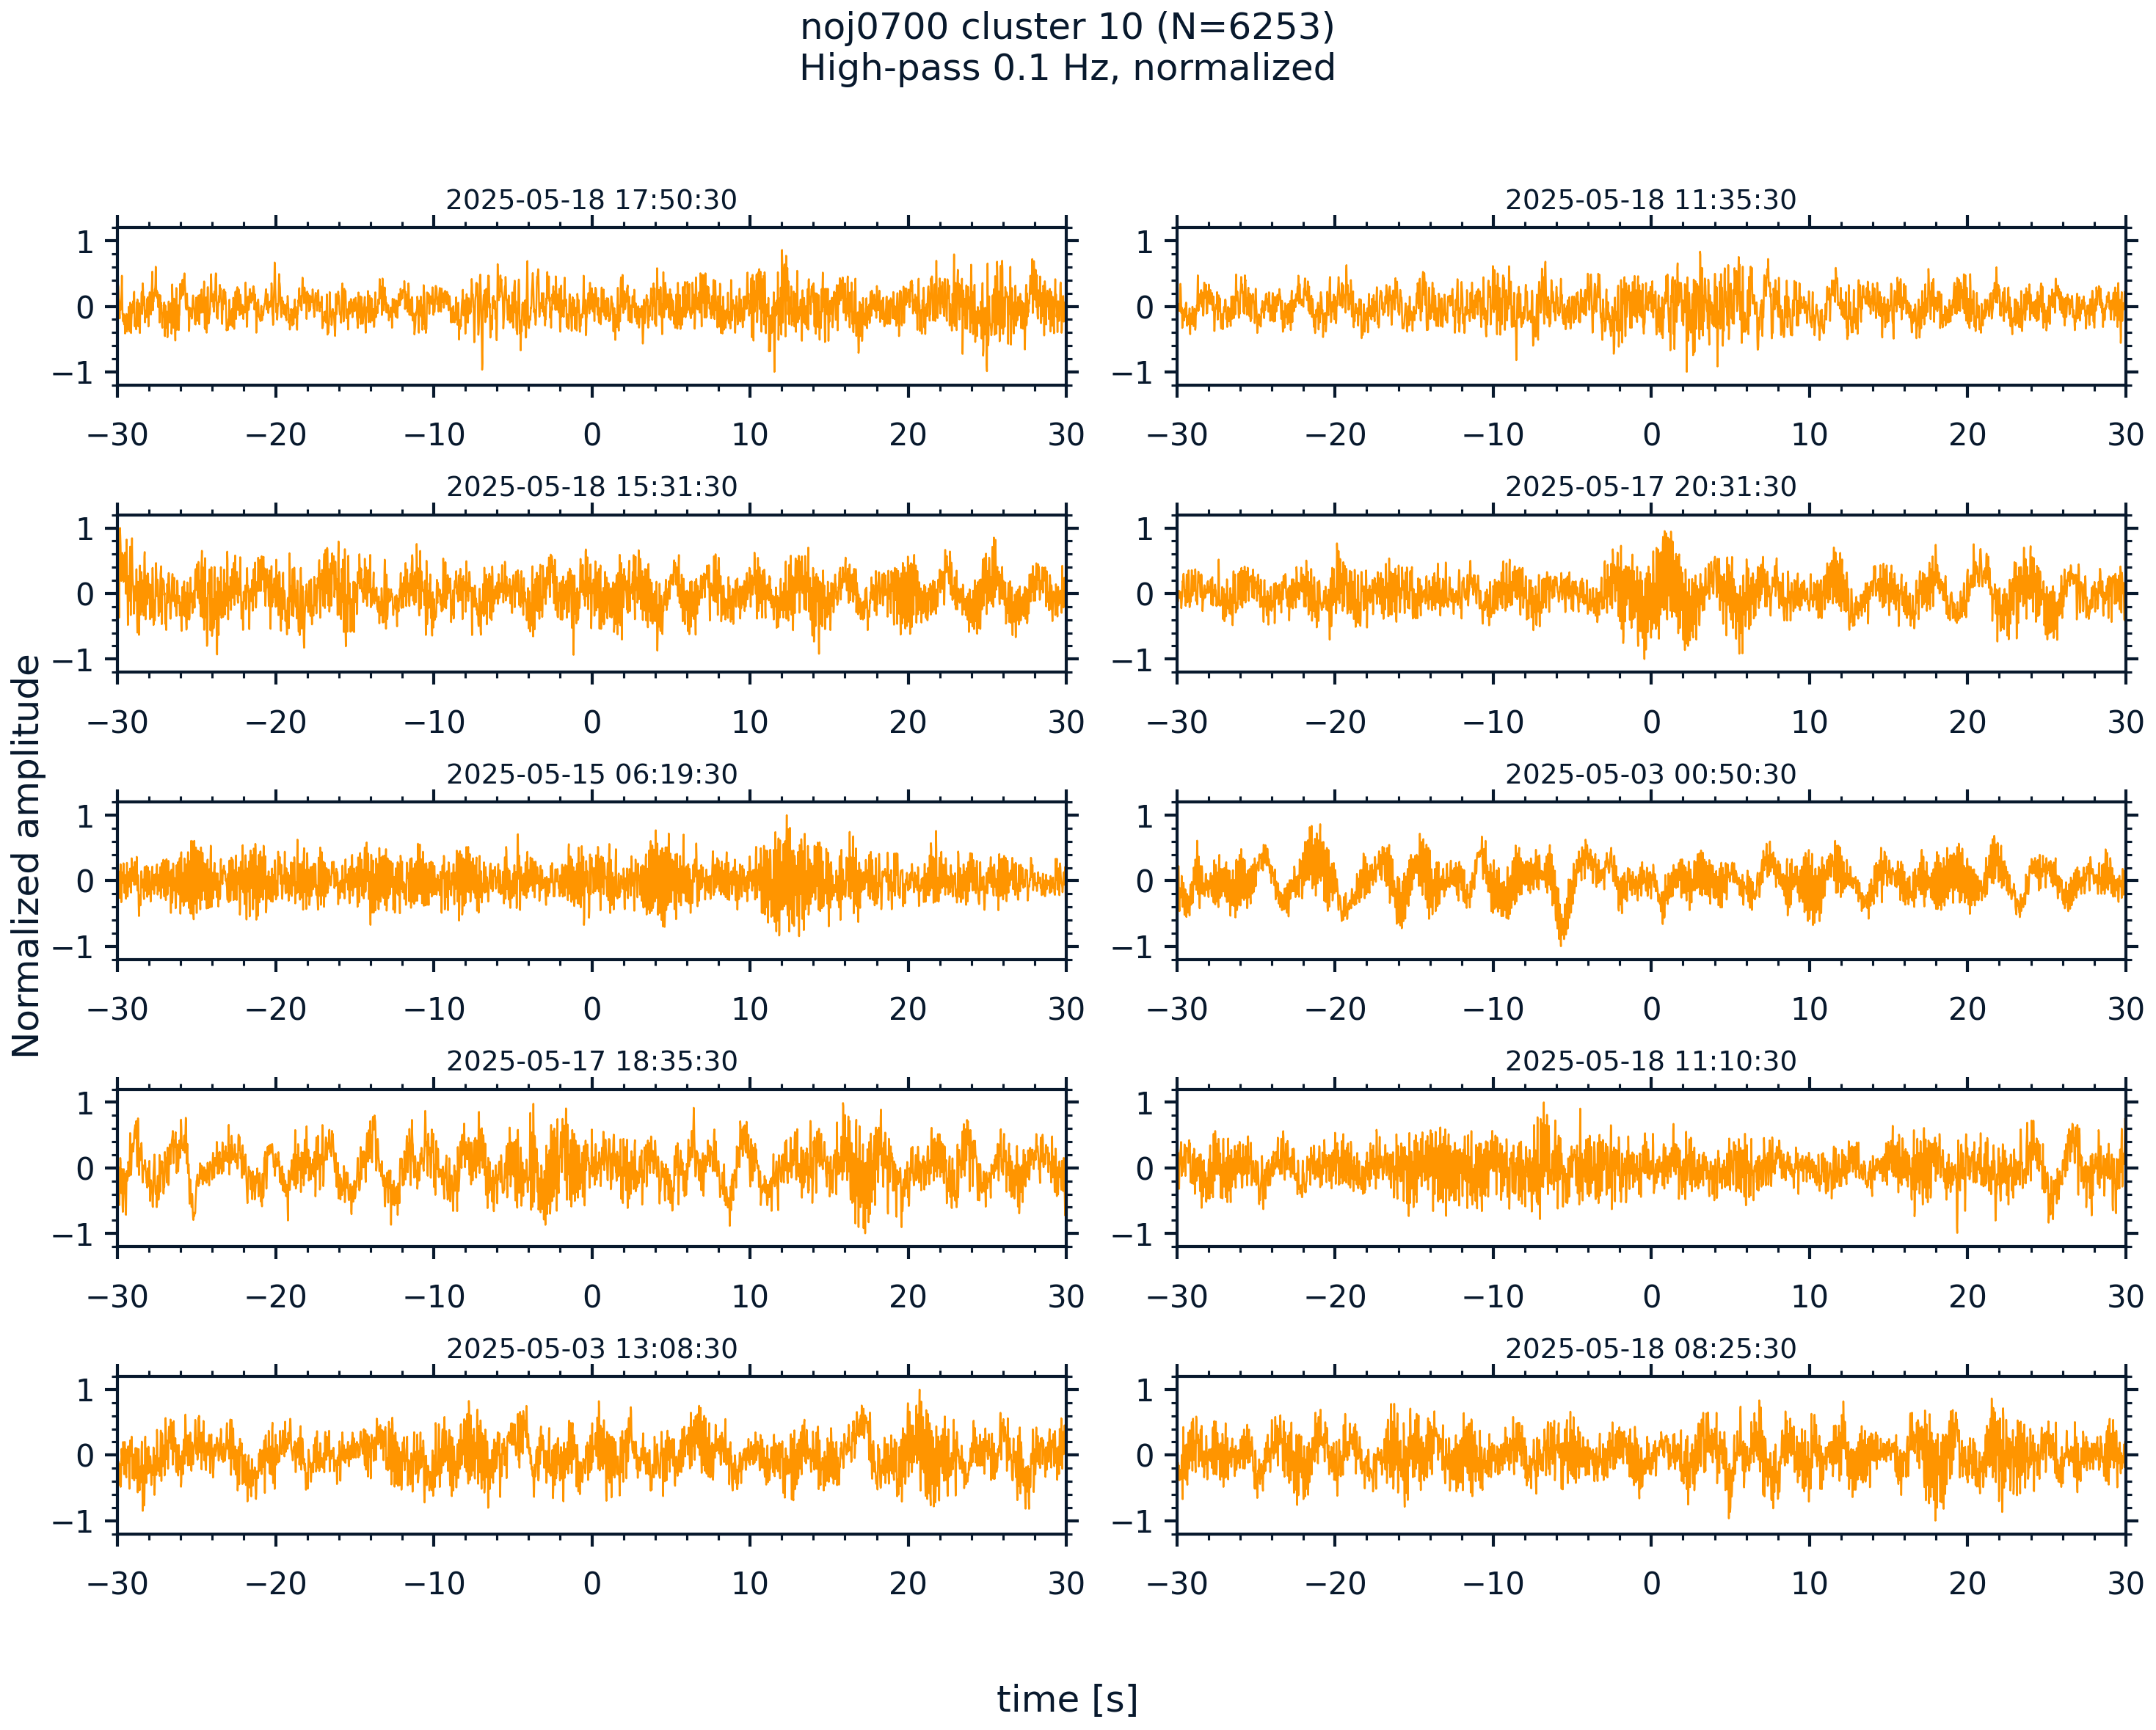 noj0700 cluster 10 (N=6253)
High-pass 0.1 Hz, normalized
2025-05-18 17:50:30
2025-05-18 11:35:30
1
0
−1
−30 −20 −10 0 10 20 30
1
0
−1
−30 −20 −10 0 10 20 30
2025-05-18 15:31:30
2025-05-17 20:31:30
1
0
−1
−30 −20 −10 0 10 20 30
1
0
−1
−30 −20 −10 0 10 20 30
2025-05-15 06:19:30
2025-05-03 00:50:30
1
0
−1
−30 −20 −10 0 10 20 30
1
0
−1
−30 −20 −10 0 10 20 30
2025-05-17 18:35:30
2025-05-18 11:10:30
1
0
−1
−30 −20 −10 0 10 20 30
1
0
−1
−30 −20 −10 0 10 20 30
2025-05-03 13:08:30
2025-05-18 08:25:30
1
0
−1
−30 −20 −10 0 10 20 30
1
0
−1
−30 −20 −10 0 10 20 30
Normalized amplitude
time [s]